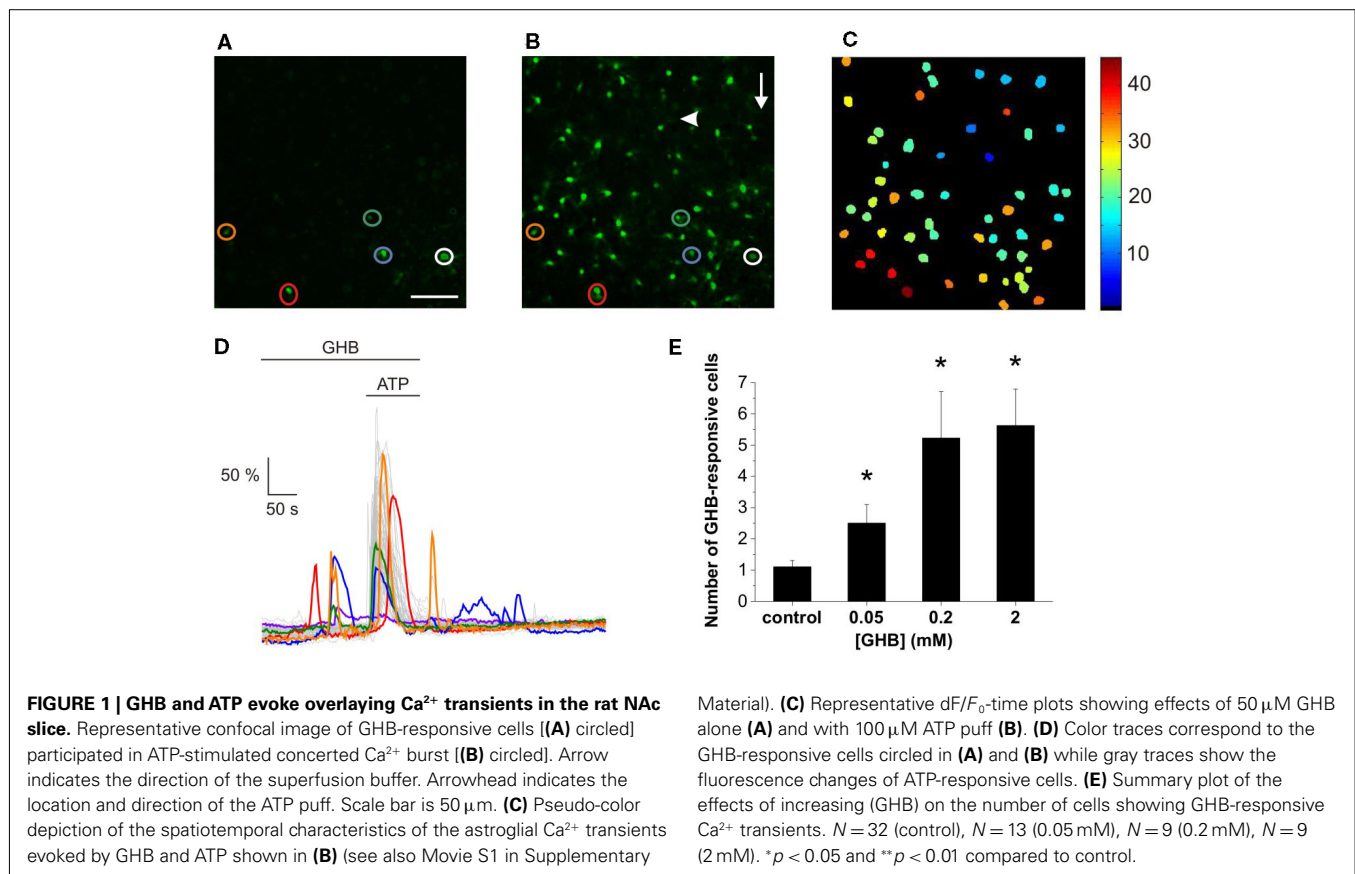 A
B
C
40
30
20
10
D
GHB
ATP
50 %
50 s
E
Number of GHB-responsive cells
7
6
5
4
3
2
1
0
*
*
*
control
0.05
0.2
2
[GHB] (mM)
FIGURE 1 | GHB and ATP evoke overlaying Ca²⁺ transients in the rat NAc
slice. Representative confocal image of GHB-responsive cells [(A) circled]
participated in ATP-stimulated concerted Ca²⁺ burst [(B) circled]. Arrow
indicates the direction of the superfusion buffer. Arrowhead indicates the
location and direction of the ATP puff. Scale bar is 50 μm. (C) Pseudo-color
depiction of the spatiotemporal characteristics of the astroglial Ca²⁺ transients
evoked by GHB and ATP shown in (B) (see also Movie S1 in Supplementary
Material). (C) Representative dF/F₀-time plots showing effects of 50 μM GHB
alone (A) and with 100 μM ATP puff (B). (D) Color traces correspond to the
GHB-responsive cells circled in (A) and (B) while gray traces show the
fluorescence changes of ATP-responsive cells. (E) Summary plot of the
effects of increasing (GHB) on the number of cells showing GHB-responsive
Ca²⁺ transients. N = 32 (control), N = 13 (0.05 mM), N = 9 (0.2 mM), N = 9
(2 mM). *p < 0.05 and **p < 0.01 compared to control.